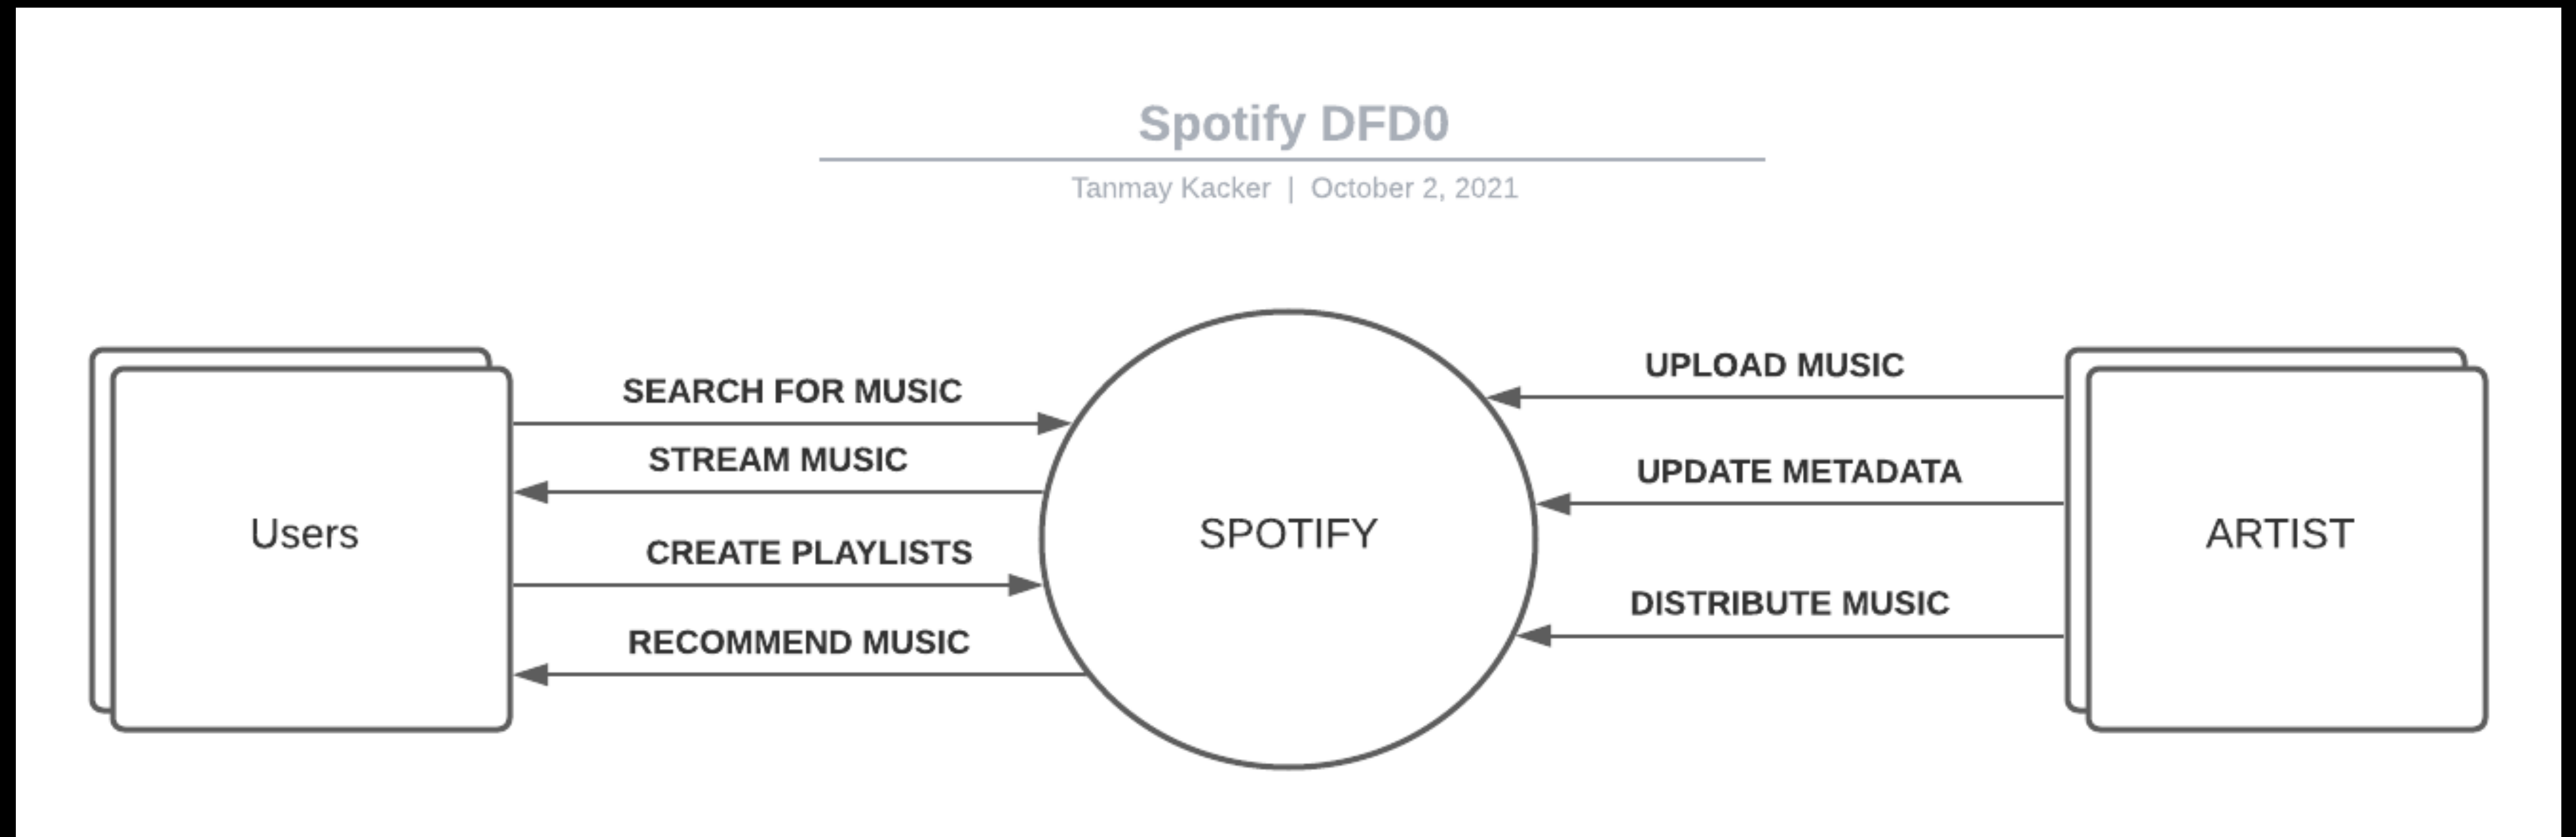 Spotify DFD0
Tanmay Kacker | October 2, 2021
Users
SEARCH FOR MUSIC
STREAM MUSIC
CREATE PLAYLISTS
RECOMMEND MUSIC
SPOTIFY
UPLOAD MUSIC
UPDATE METADATA
DISTRIBUTE MUSIC
ARTIST